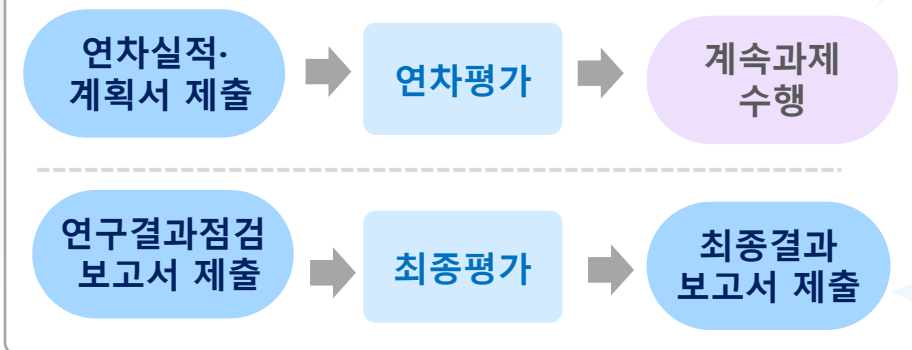 연차실적·
계획서 제출
연차평가
계속과제
수행
연구결과점검
보고서 제출
최종평가
최종결과
보고서 제출